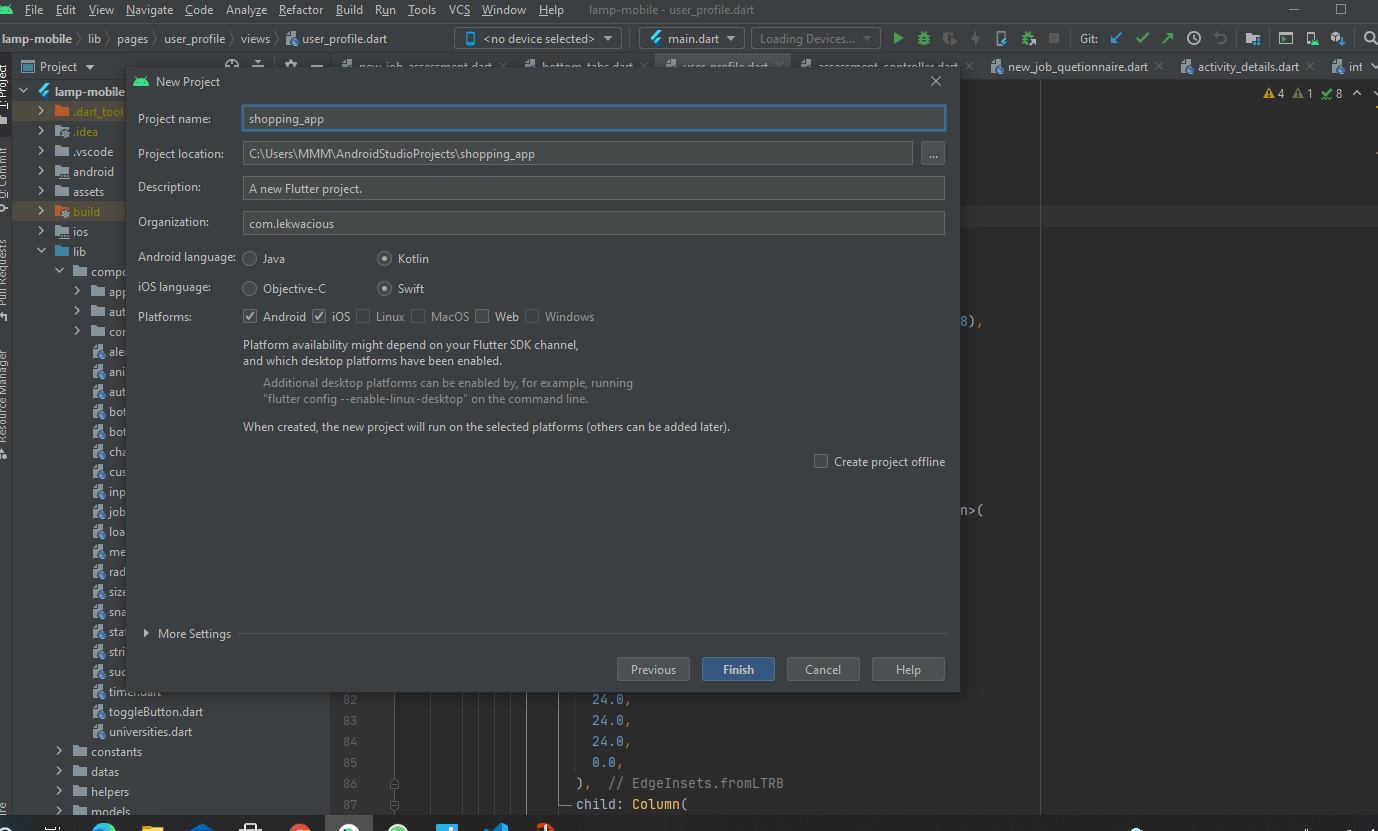 File Edit View Navigate Code Analyze Refactor Build Run Tools VCS Window Help lamp-mobile - user_profile.dart
lamp-mobile lib pages user_profile views user_profile.dart <no device selected> main.dart Loading Devices... Git:
Project new_job_assessment.dart bottom_tabs.dart user_profile.dart assessment_controller.dart new_job_quetionnaire.dart activity_details.dart int
1: Project
Commit
Pull Requests
Resource Manager
lamp-mobile
.dart_tool
.idea
.vscode
android
assets
build
ios
lib
compo
app
aut
cor
aler
ani
aut
bot
bot
cha
cus
inp
job
loa
me
rad
size
sna
stat
stri
suc
timer.dart
toggleButton.dart
universities.dart
constants
datas
helpers
models
4 1 8
New Project
Project name: shopping_app
Project location: C:\Users\MMM\AndroidStudioProjects\shopping_app ...
Description: A new Flutter project.
Organization: com.lekwacious
Android language: Java Kotlin
iOS language: Objective-C Swift
Platforms: Android iOS Linux MacOS Web Windows
Platform availability might depend on your Flutter SDK channel,
and which desktop platforms have been enabled.
Additional desktop platforms can be enabled by, for example, running
"flutter config --enable-linux-desktop" on the command line.
When created, the new project will run on the selected platforms (others can be added later).
Create project offline
More Settings
Previous Finish Cancel Help
8),
n>(
82 24.0,
83 24.0,
84 24.0,
85 0.0,
86 ), // EdgeInsets.fromLTRB
87 child: Column(